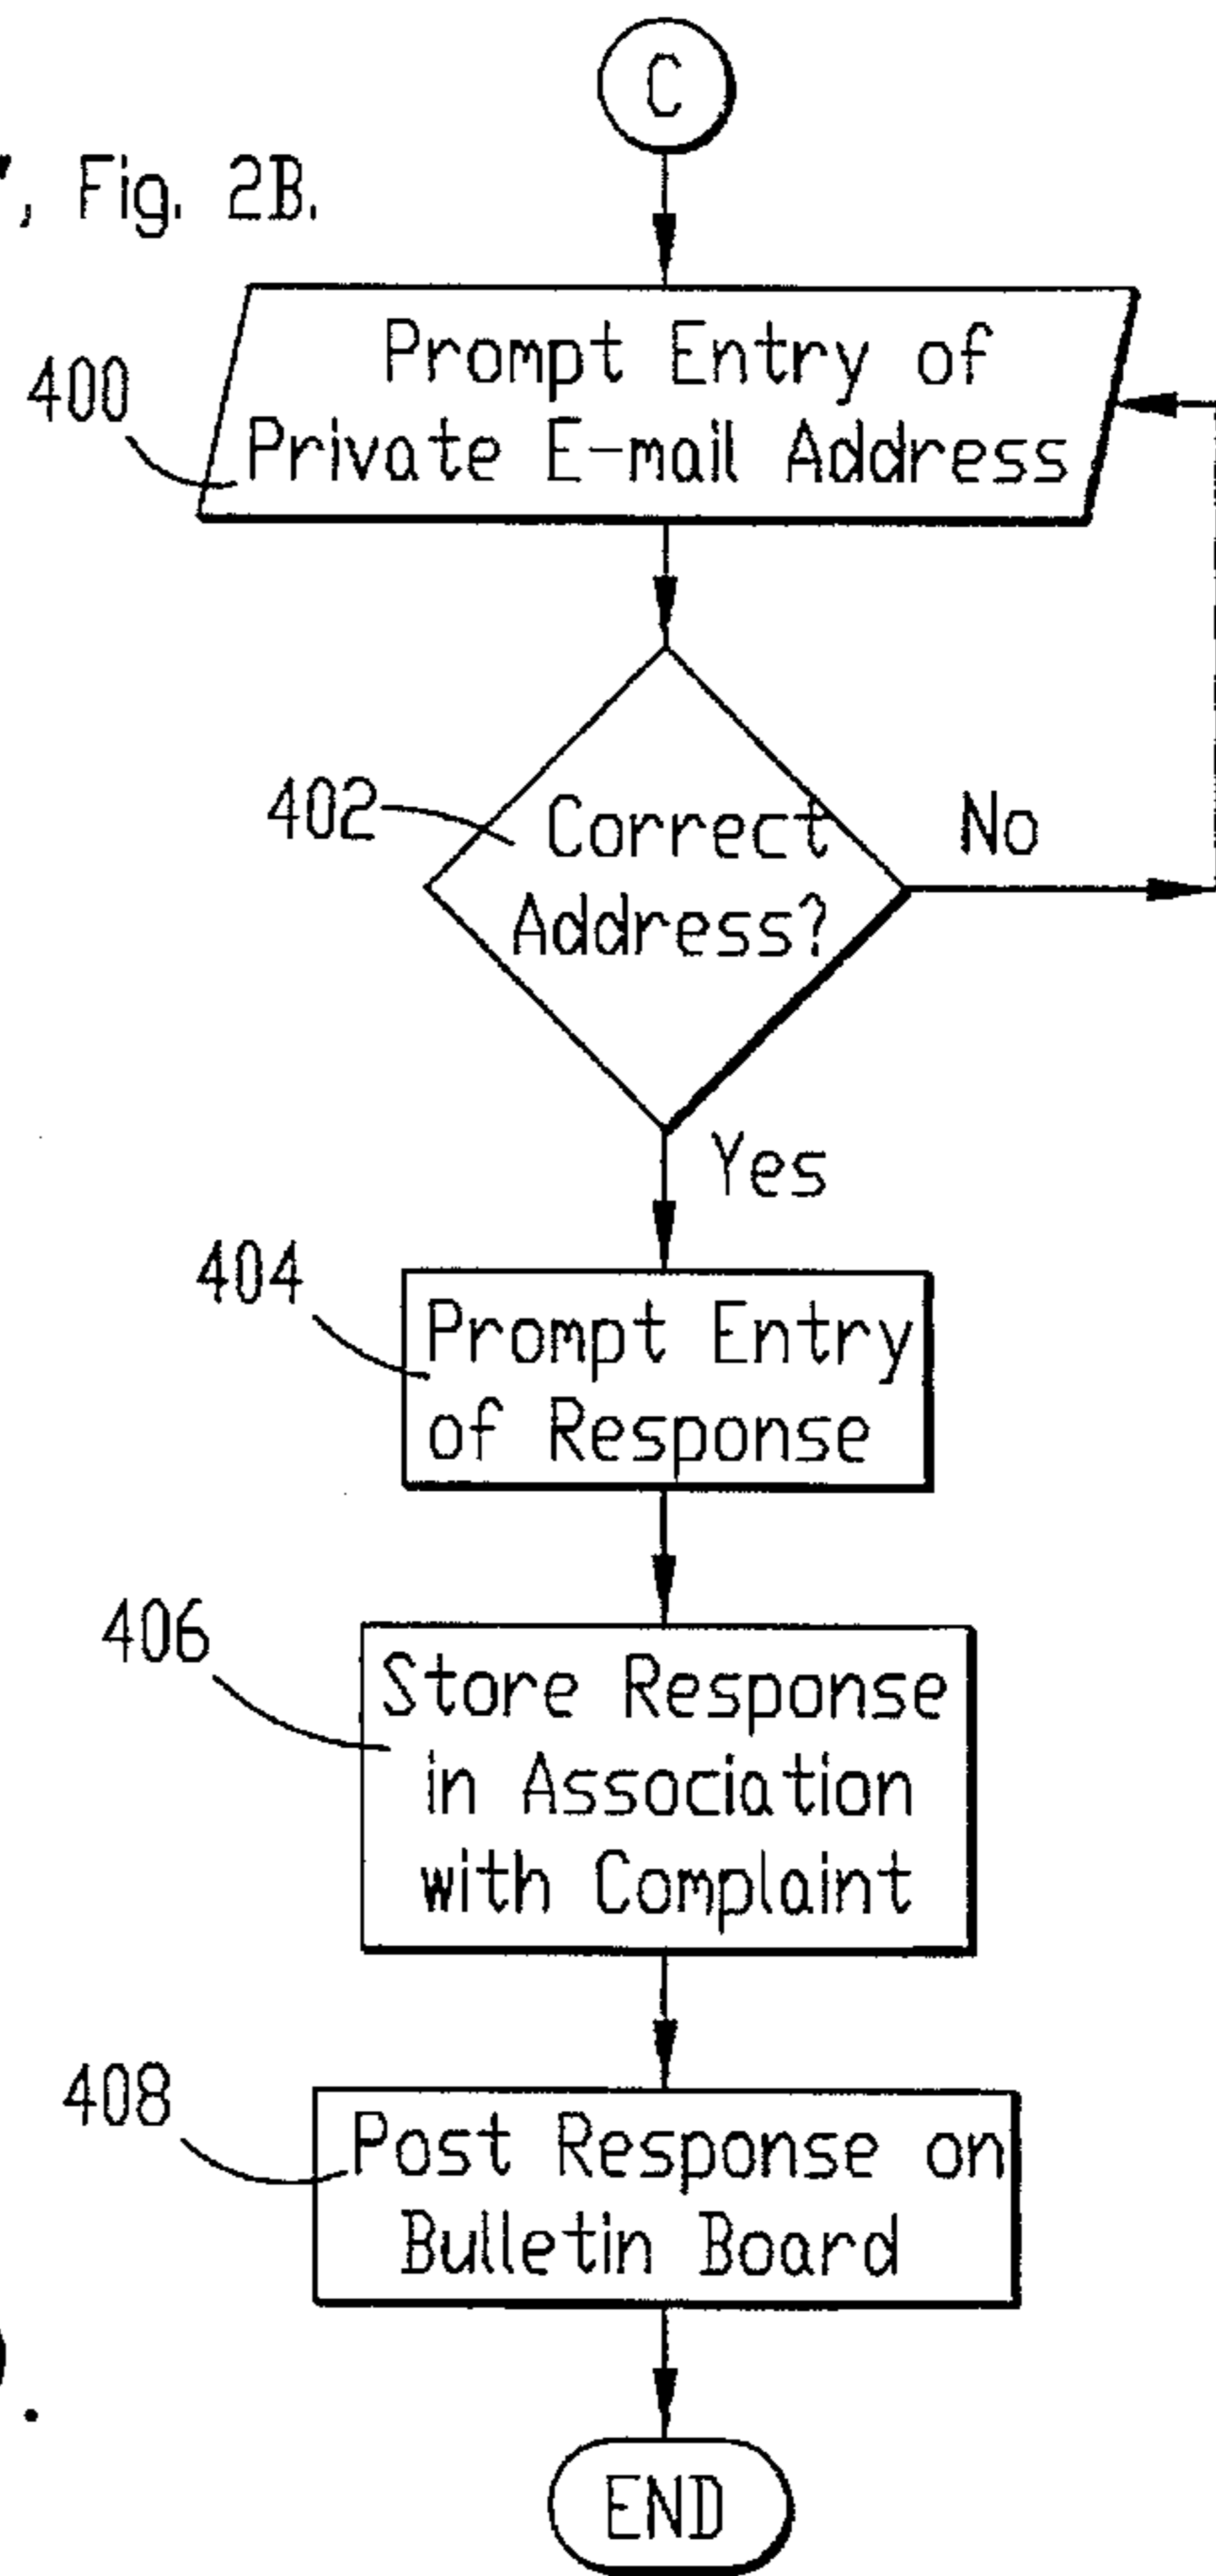 C
", Fig. 2B.
Prompt Entry of
Private E-mail Address
400
402
Correct
Address?
No
Yes
404
Prompt Entry
of Response
406
Store Response
in Association
with Complaint
408
Post Response on
Bulletin Board
END